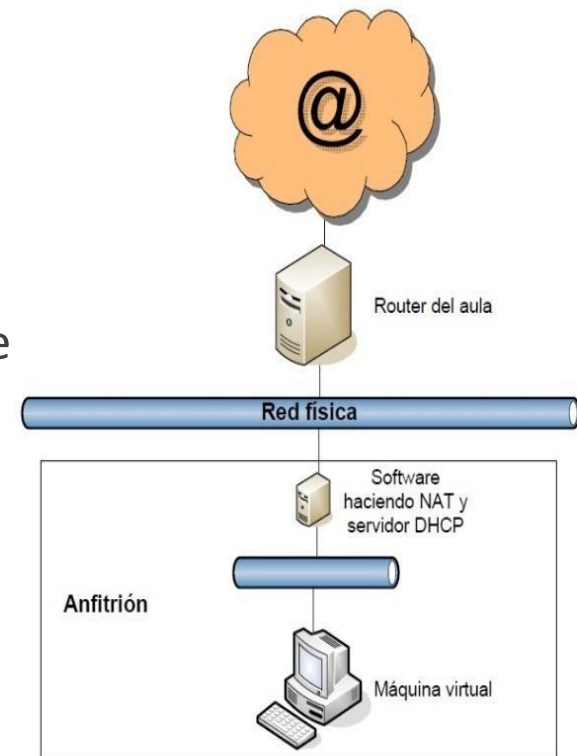 @
Router del aula
e
Red física
Software
haciendo NAT y
servidor DHCP
Anfitrión
Máquina virtual